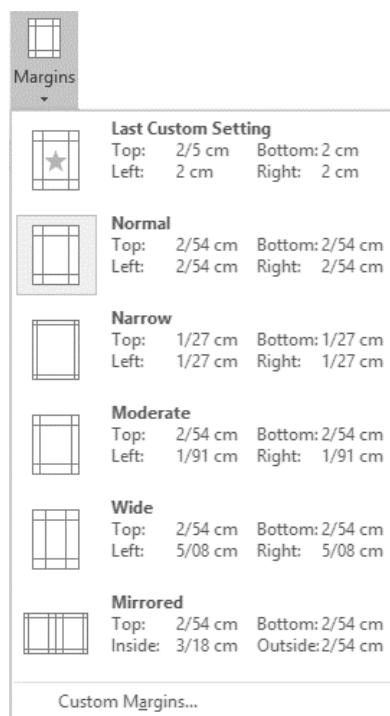 Margins
Last Custom Setting
Top: 2/5 cm Bottom: 2 cm
Left: 2 cm Right: 2 cm
Normal
Top: 2/54 cm Bottom: 2/54 cm
Left: 2/54 cm Right: 2/54 cm
Narrow
Top: 1/27 cm Bottom: 1/27 cm
Left: 1/27 cm Right: 1/27 cm
Moderate
Top: 2/54 cm Bottom: 2/54 cm
Left: 1/91 cm Right: 1/91 cm
Wide
Top: 2/54 cm Bottom: 2/54 cm
Left: 5/08 cm Right: 5/08 cm
Mirrored
Top: 2/54 cm Bottom: 2/54 cm
Inside: 3/18 cm Outside: 2/54 cm
Custom Margins...